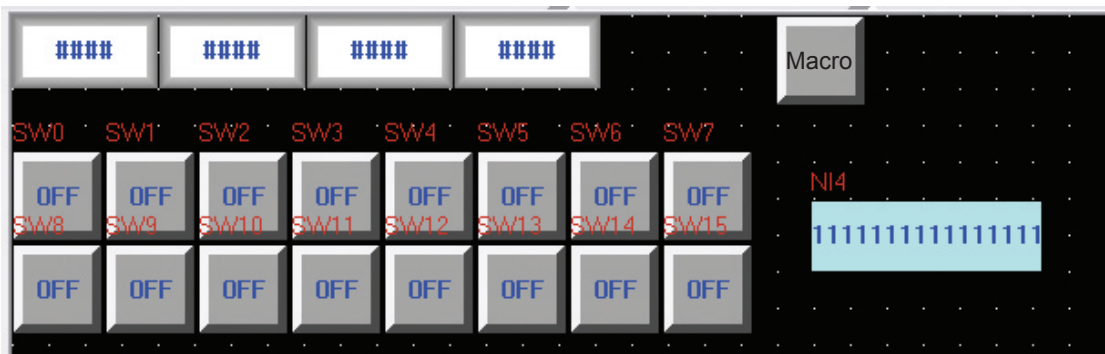 #### #### #### #### Macro
SW0 SW1 SW2 SW3 SW4 SW5 SW6 SW7
OFF OFF OFF OFF OFF OFF OFF OFF
NI4
SW8 SW9 SW10 SW11 SW12 SW13 SW14 SW15
1111111111111111
OFF OFF OFF OFF OFF OFF OFF OFF